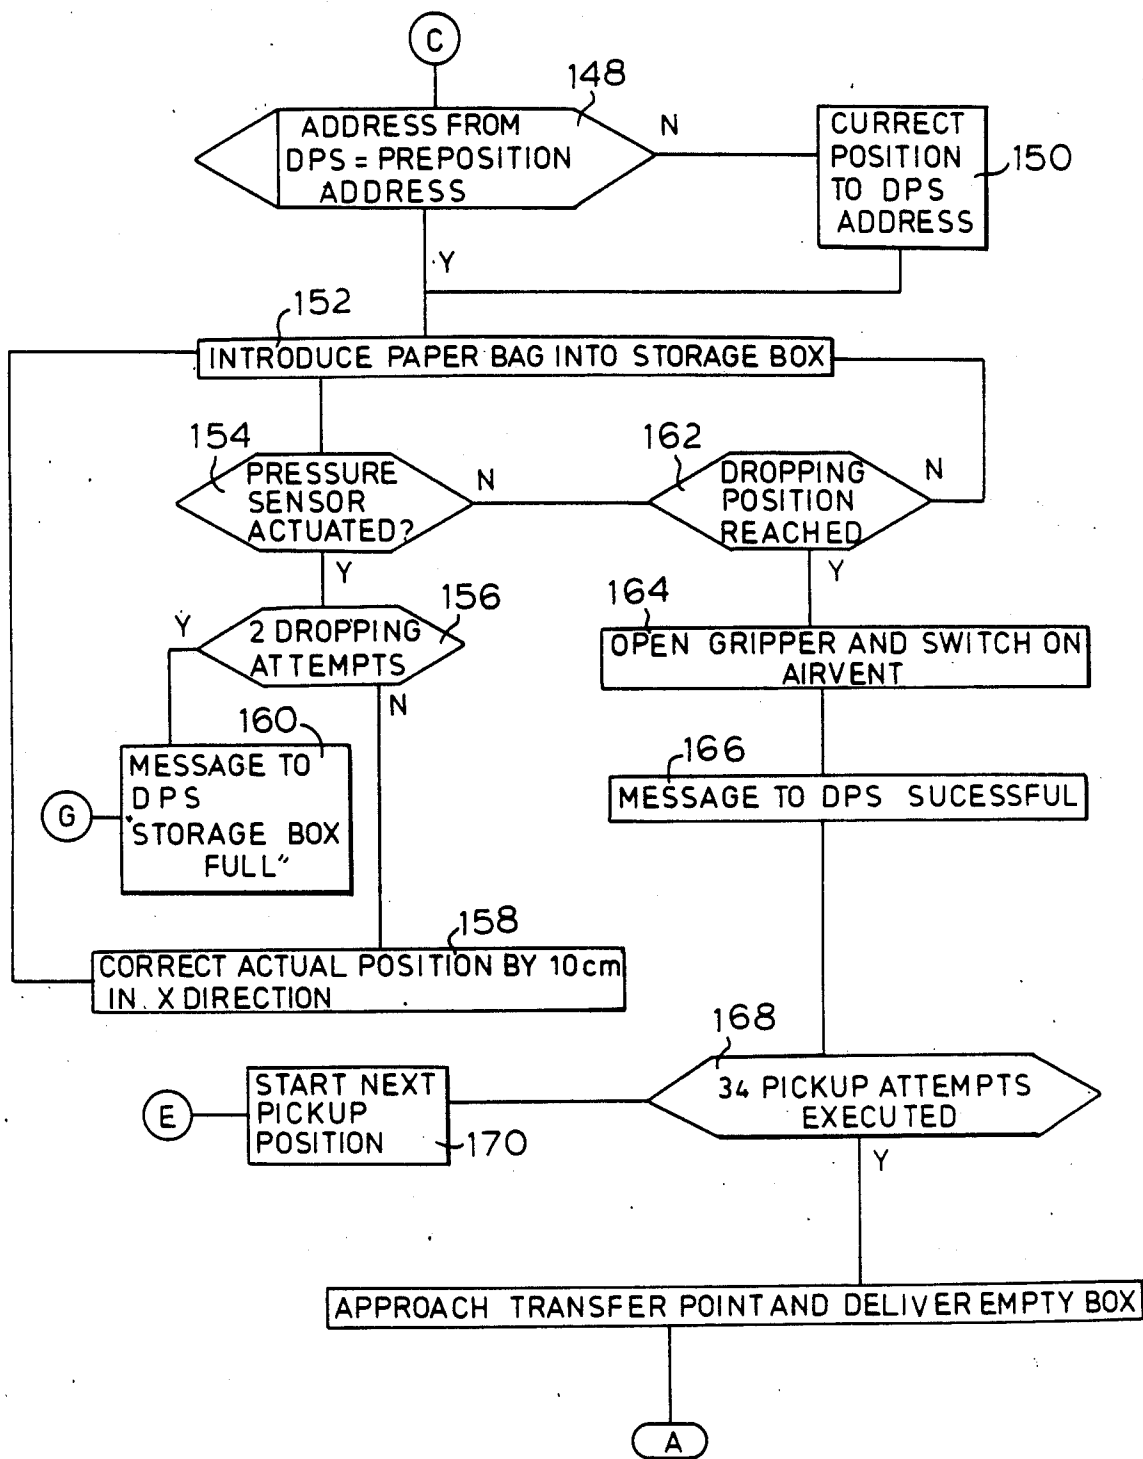 C
148
ADDRESS FROM
DPS = PREPOSITION
ADDRESS
N
CURRECT
POSITION
TO DPS
ADDRESS
150
Y
152
INTRODUCE PAPER BAG INTO STORAGE BOX
154
PRESSURE
SENSOR
ACTUATED?
N
162
DROPPING
POSITION
REACHED
N
Y
Y
156
2 DROPPING
ATTEMPTS
Y
N
164
OPEN GRIPPER AND SWITCH ON
AIRVENT
160
MESSAGE TO
DPS
"STORAGE BOX
FULL"
G
166
MESSAGE TO DPS SUCESSFUL
158
CORRECT ACTUAL POSITION BY 10cm
IN. X DIRECTION
168
34 PICKUP ATTEMPTS
EXECUTED
E
START NEXT
PICKUP
POSITION
170
Y
APPROACH TRANSFER POINT AND DELIVER EMPTY BOX
A